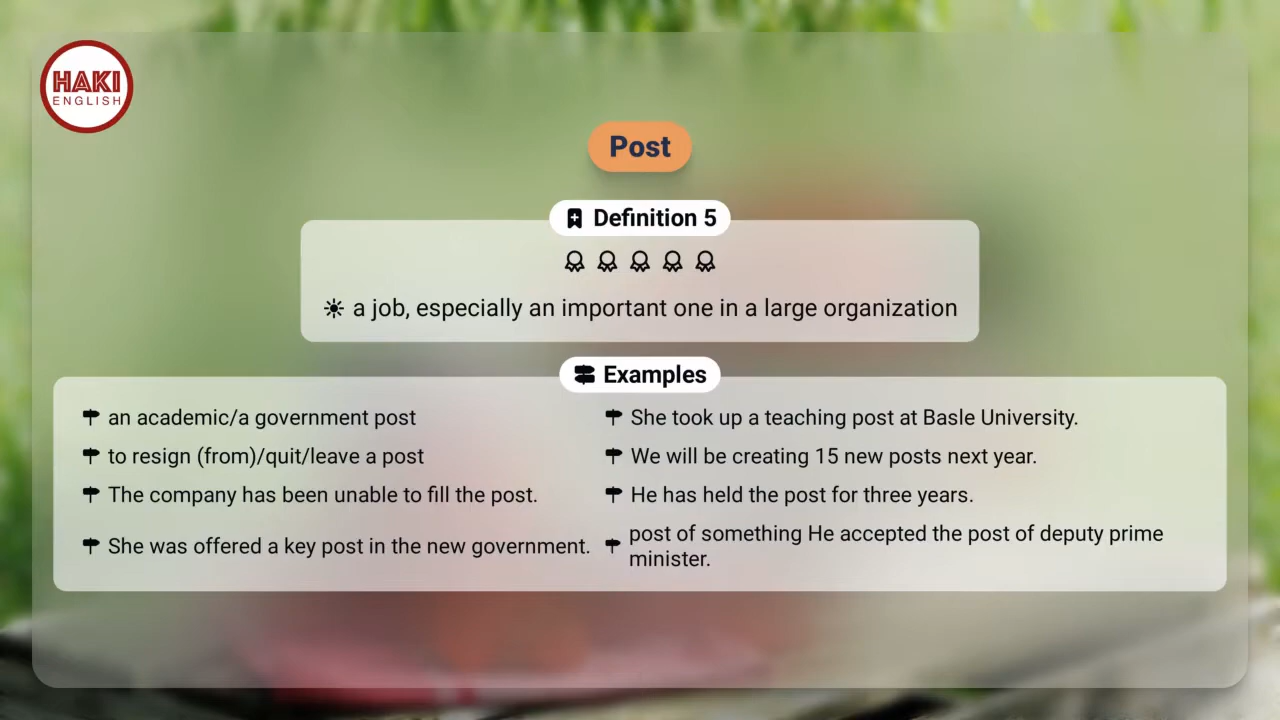 HAKI
ENGLISH
Post
Definition 5
a job, especially an important one in a large organization
Examples
an academic/a government post
She took up a teaching post at Basle University.
to resign (from)/quit/leave a post
We will be creating 15 new posts next year.
The company has been unable to fill the post.
He has held the post for three years.
She was offered a key post in the new government.
post of something He accepted the post of deputy prime
minister.